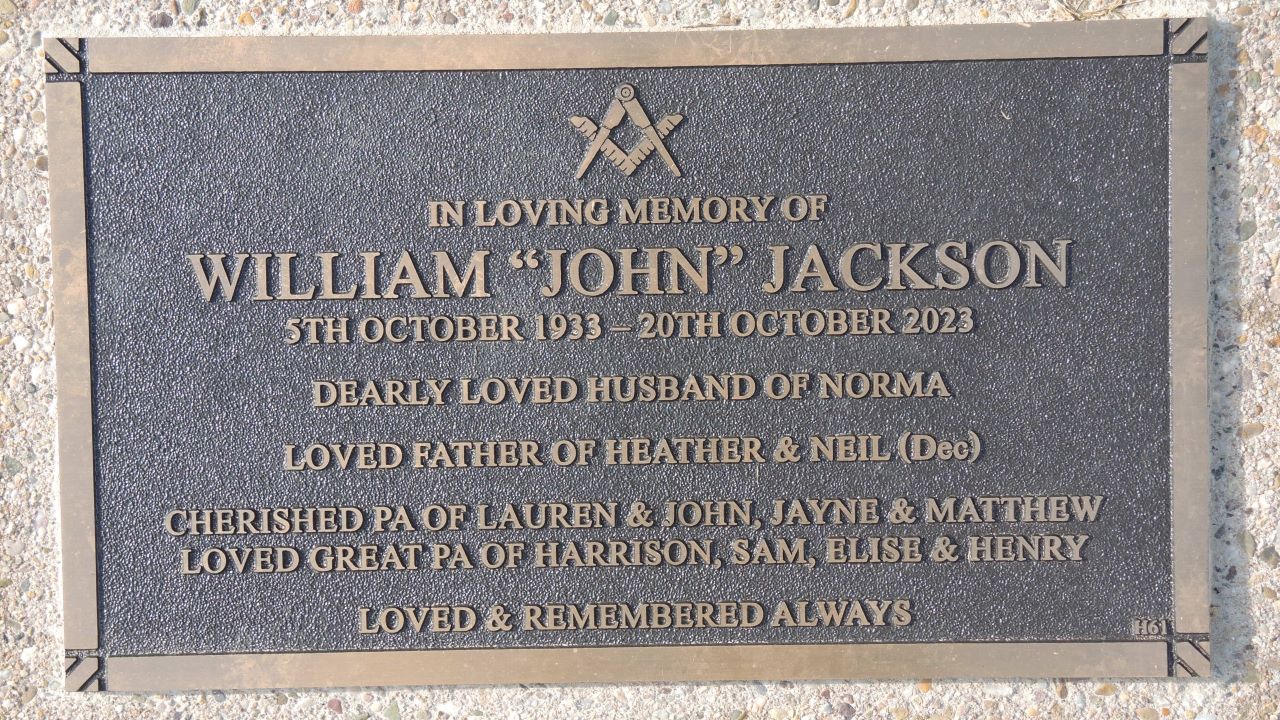 IN LOVING MEMORY OF
WILLIAM “JOHN” JACKSON
5TH OCTOBER 1933 – 20TH OCTOBER 2023
DEARLY LOVED HUSBAND OF NORMA
LOVED FATHER OF HEATHER & NEIL (Dec)
CHERISHED PA OF LAUREN & JOHN, JAYNE & MATTHEW
LOVED GREAT PA OF HARRISON, SAM, ELISE & HENRY
LOVED & REMEMBERED ALWAYS
H61